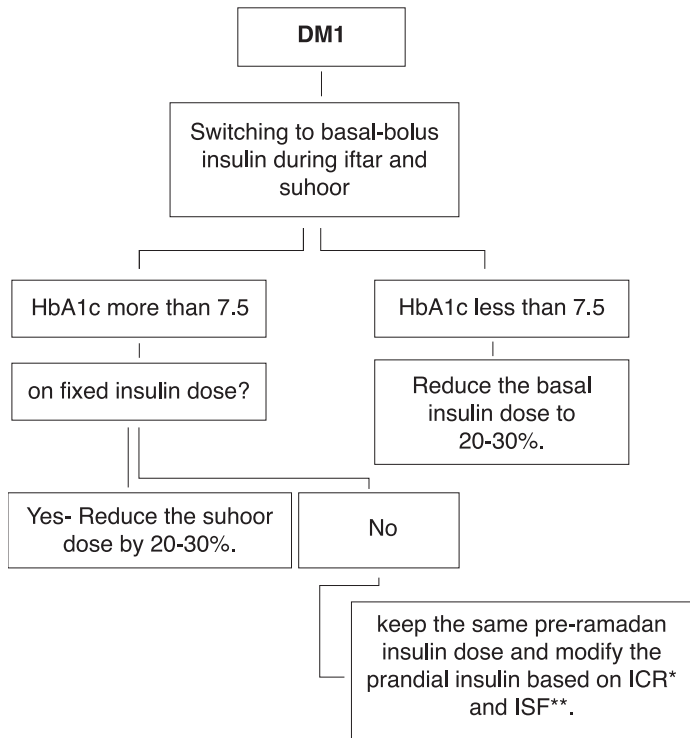 DM1
Switching to basal-bolus
insulin during iftar and
suhoor
HbA1c more than 7.5
HbA1c less than 7.5
on fixed insulin dose?
Reduce the basal
insulin dose to
20-30%.
Yes- Reduce the suhoor
dose by 20-30%.
No
keep the same pre-ramadan
insulin dose and modify the
prandial insulin based on ICR*
and ISF**.